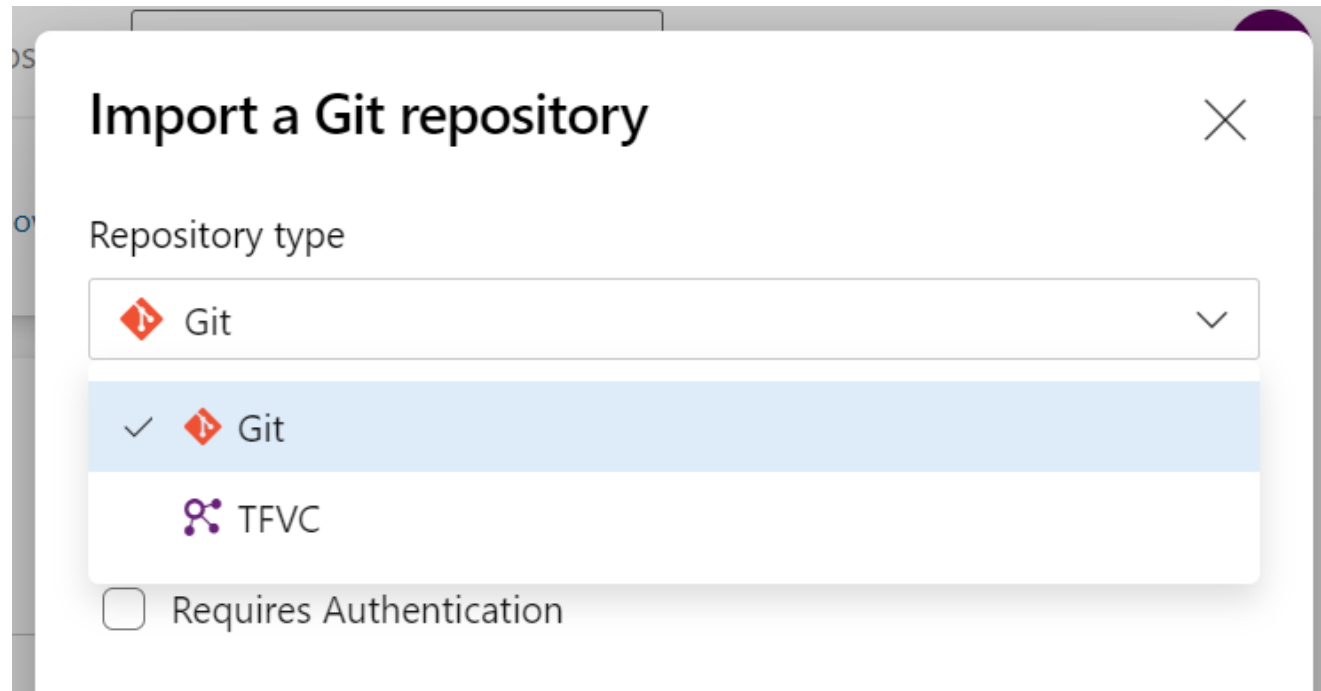 Import a Git repository
Repository type
Git
Git
TFVC
Requires Authentication